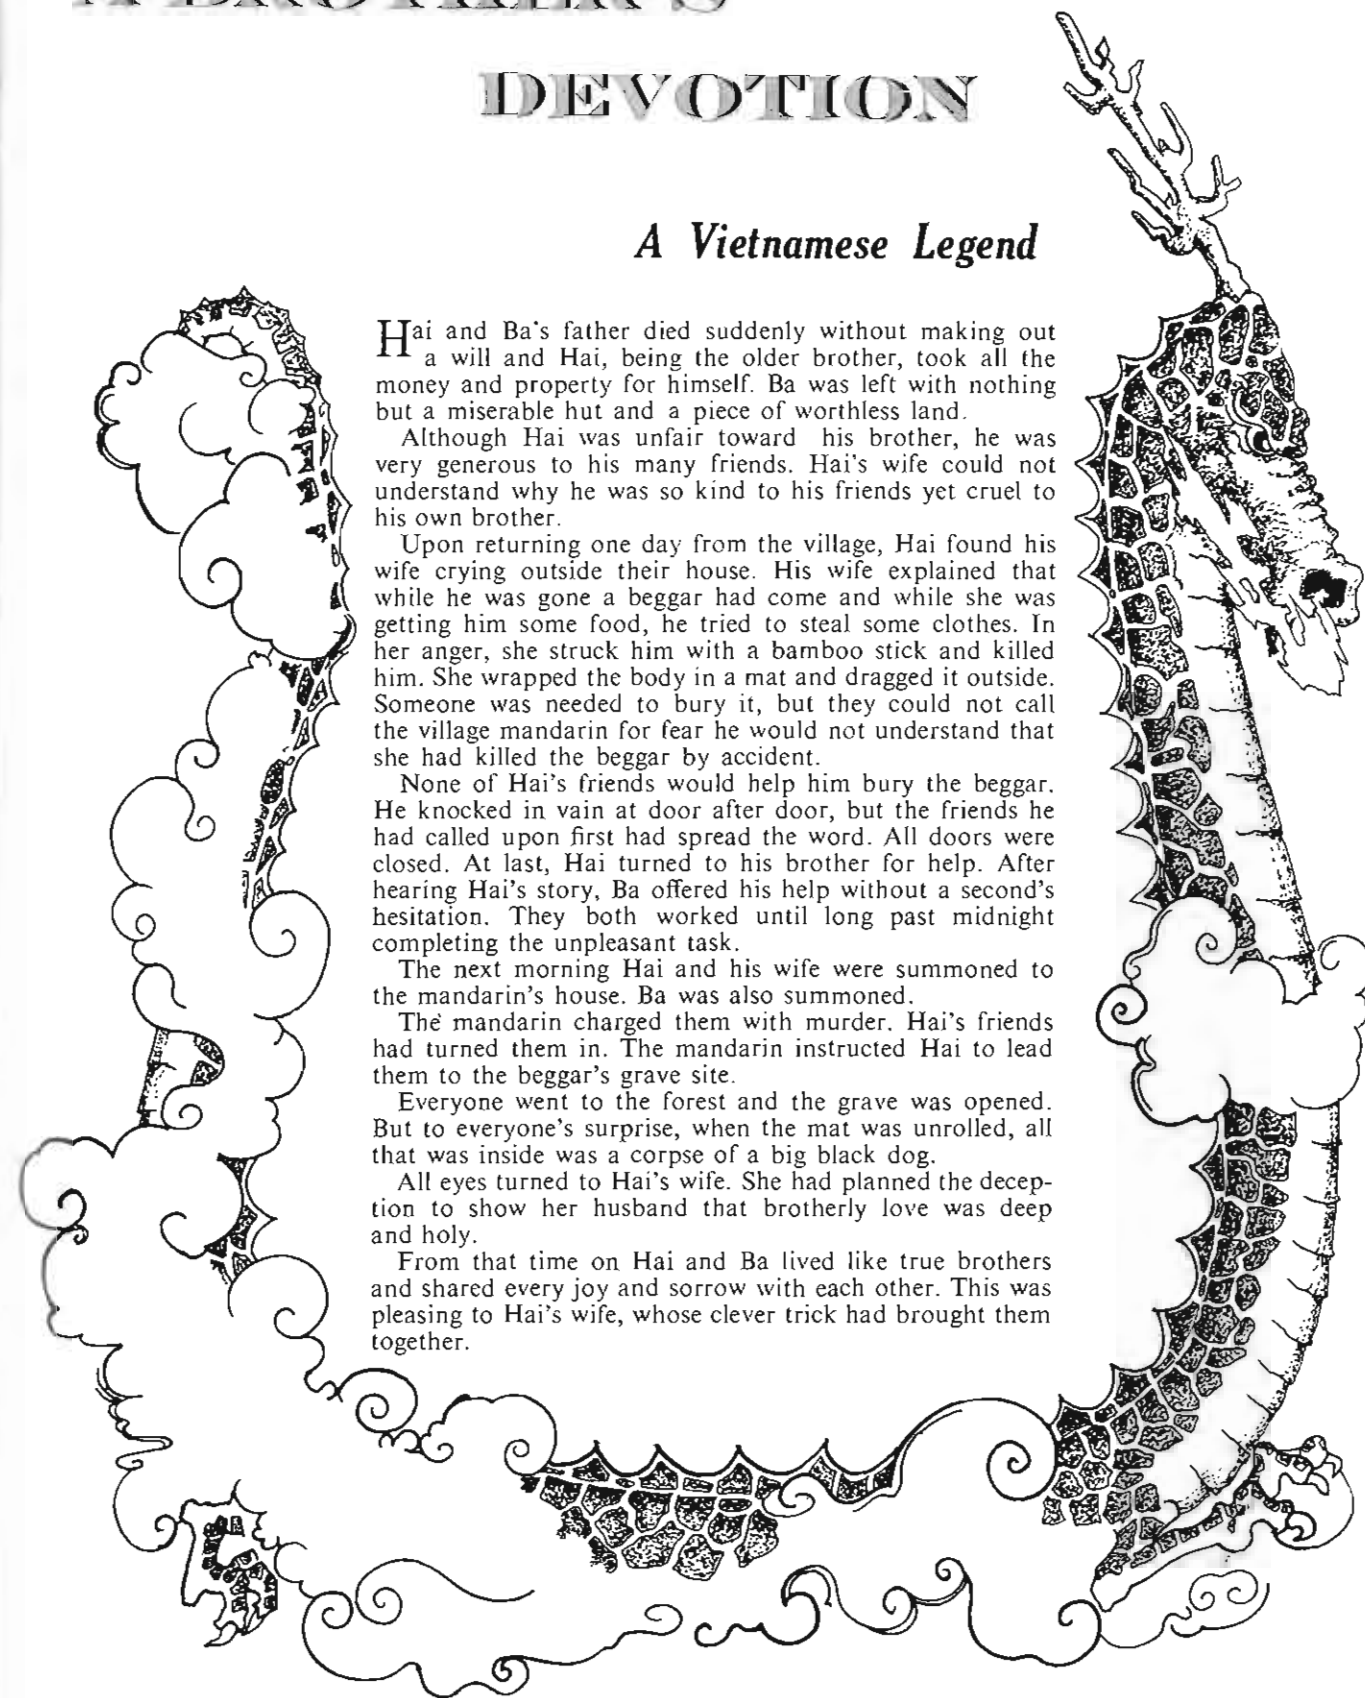 A BROTHER'S
DEVOTION
A Vietnamese Legend
Hai and Ba's father died suddenly without making out
a will and Hai, being the older brother, took all the
money and property for himself. Ba was left with nothing
but a miserable hut and a piece of worthless land.
Although Hai was unfair toward his brother, he was
very generous to his many friends. Hai's wife could not
understand why he was so kind to his friends yet cruel to
his own brother.
Upon returning one day from the village, Hai found his
wife crying outside their house. His wife explained that
while he was gone a beggar had come and while she was
getting him some food, he tried to steal some clothes. In
her anger, she struck him with a bamboo stick and killed
him. She wrapped the body in a mat and dragged it outside.
Someone was needed to bury it, but they could not call
the village mandarin for fear he would not understand that
she had killed the beggar by accident.
None of Hai's friends would help him bury the beggar.
He knocked in vain at door after door, but the friends he
had called upon first had spread the word. All doors were
closed. At last, Hai turned to his brother for help. After
hearing Hai's story, Ba offered his help without a second's
hesitation. They both worked until long past midnight
completing the unpleasant task.
The next morning Hai and his wife were summoned to
the mandarin's house. Ba was also summoned.
The mandarin charged them with murder. Hai's friends
had turned them in. The mandarin instructed Hai to lead
them to the beggar's grave site.
Everyone went to the forest and the grave was opened.
But to everyone's surprise, when the mat was unrolled, all
that was inside was a corpse of a big black dog.
All eyes turned to Hai's wife. She had planned the decep-
tion to show her husband that brotherly love was deep
and holy.
From that time on Hai and Ba lived like true brothers
and shared every joy and sorrow with each other. This was
pleasing to Hai's wife, whose clever trick had brought them
together.